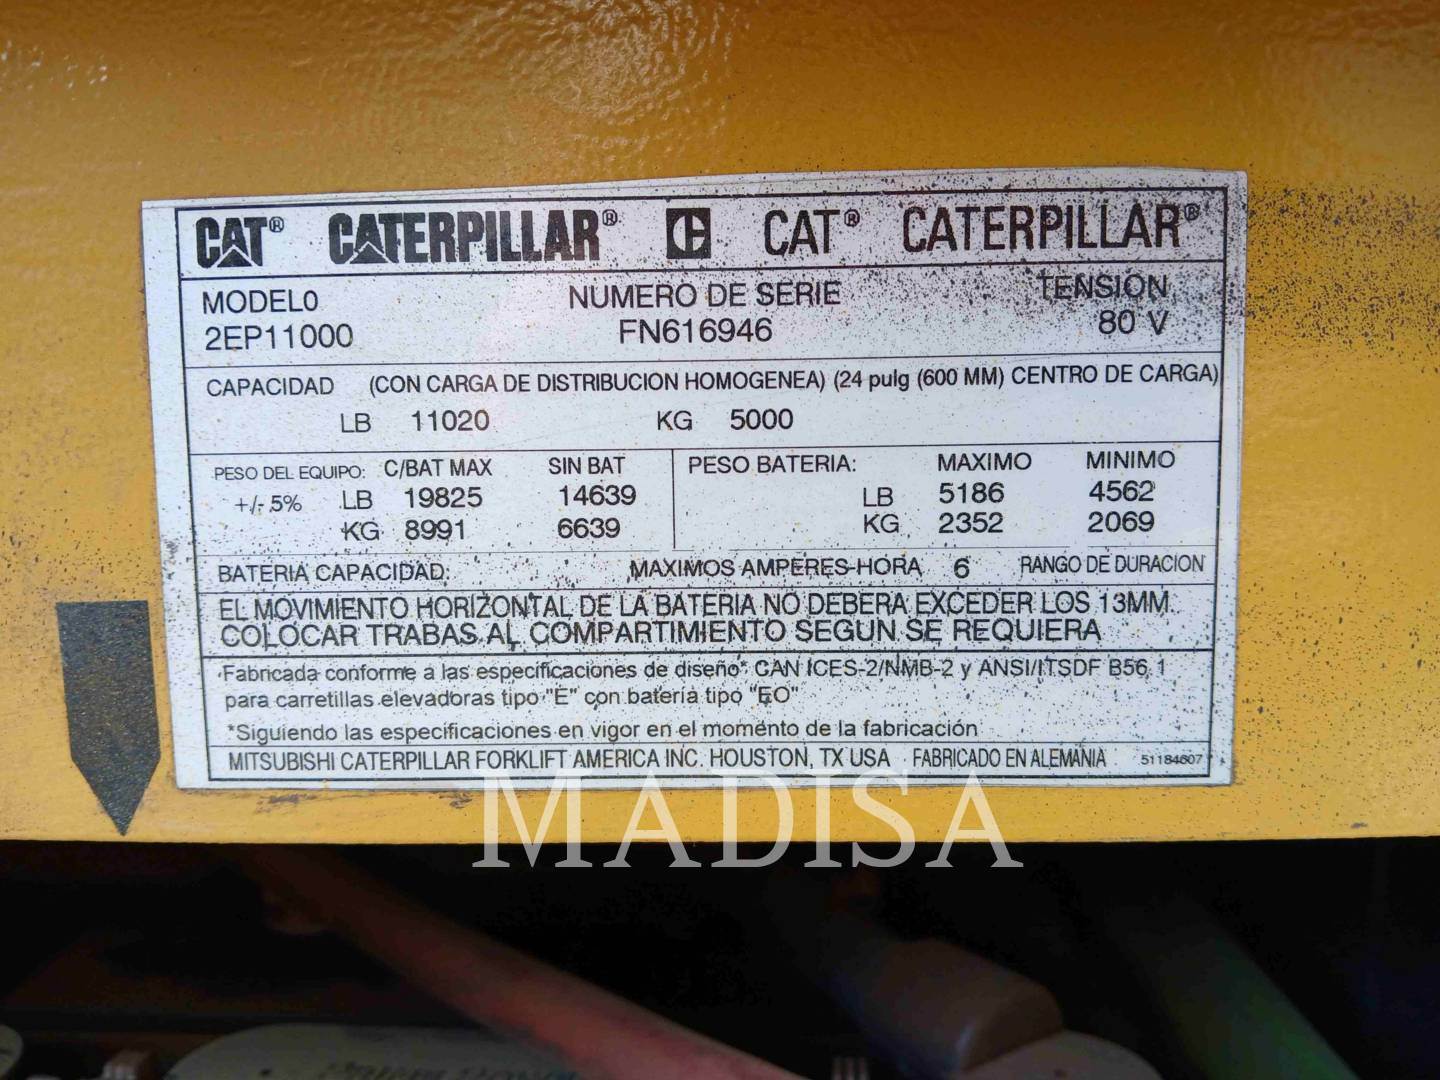 CAT® CATERPILLAR® CAT® CATERPILLAR®
MODELO NUMERO DE SERIE TENSION
2EP11000 FN616946 80 V
CAPACIDAD (CON CARGA DE DISTRIBUCION HOMOGENEA) (24 pulg (600 MM) CENTRO DE CARGA)
LB 11020 KG 5000
PESO DEL EQUIPO: C/BAT MAX SIN BAT PESO BATERIA: MAXIMO MINIMO
+/- 5% LB 19825 14639 LB 5186 4562
KG 8991 6639 KG 2352 2069
BATERIA CAPACIDAD: MAXIMOS AMPERES-HORA 6 RANGO DE DURACION
EL MOVIMIENTO HORIZONTAL DE LA BATERIA NO DEBERA EXCEDER LOS 13MM.
COLOCAR TRABAS AL COMPARTIMIENTO SEGUN SE REQUIERA
Fabricada conforme a las especificaciones de diseño* CAN ICES-2/NMB-2 y ANSI/ITSDF B56.1
para carretillas elevadoras tipo "E" con batería tipo "EO"
*Siguiendo las especificaciones en vigor en el momento de la fabricación
MITSUBISHI CATERPILLAR FORKLIFT AMERICA INC. HOUSTON, TX USA FABRICADO EN ALEMANIA 51184607
MADISA